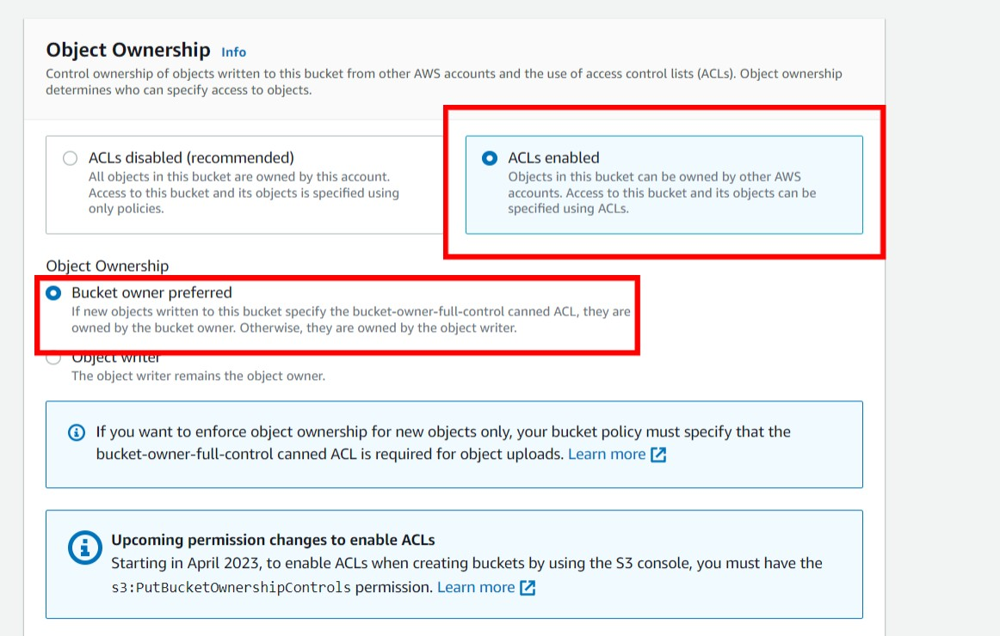 Object Ownership Info
Control ownership of objects written to this bucket from other AWS accounts and the use of access control lists (ACLs). Object ownership
determines who can specify access to objects.
ACLs disabled (recommended)
All objects in this bucket are owned by this account.
Access to this bucket and its objects is specified using
only policies.
ACLs enabled
Objects in this bucket can be owned by other AWS
accounts. Access to this bucket and its objects can be
specified using ACLs.
Object Ownership
Bucket owner preferred
If new objects written to this bucket specify the bucket-owner-full-control canned ACL, they are
owned by the bucket owner. Otherwise, they are owned by the object writer.
Object writer
The object writer remains the object owner.
If you want to enforce object ownership for new objects only, your bucket policy must specify that the
bucket-owner-full-control canned ACL is required for object uploads. Learn more
Upcoming permission changes to enable ACLs
Starting in April 2023, to enable ACLs when creating buckets by using the S3 console, you must have the
s3:PutBucketOwnershipControls permission. Learn more